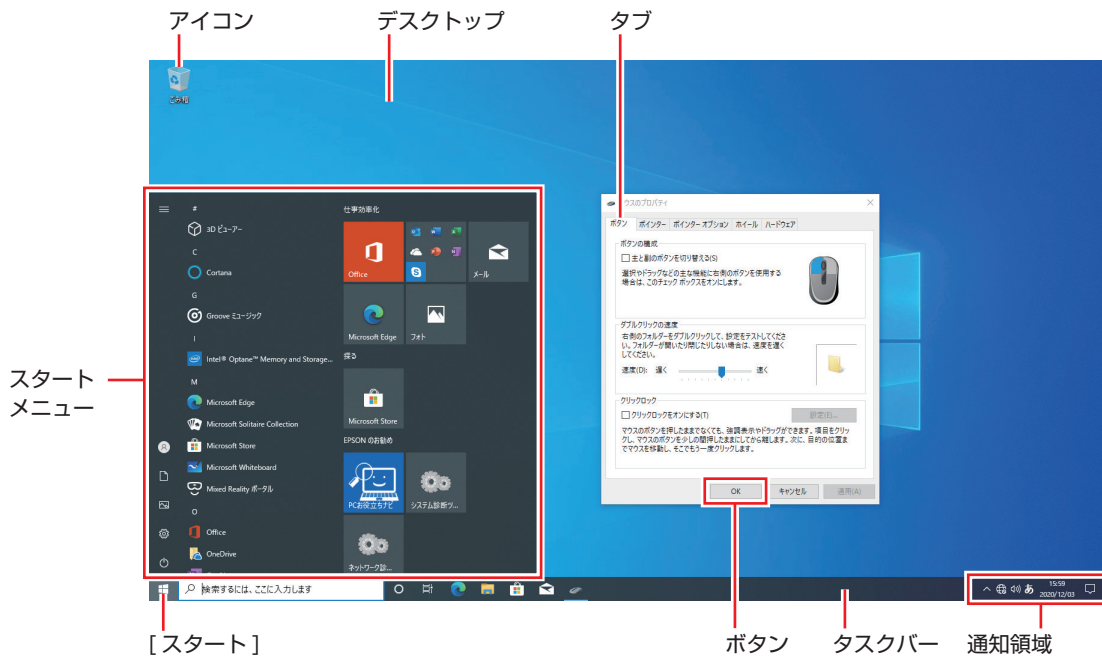 アイコン
デスクトップ
タブ
ごみ箱
#
3D ビューアー
C
Cortana
G
Groove ミュージック
I
Intel® Optane™ Memory and Storage...
M
Microsoft Edge
Microsoft Solitaire Collection
Microsoft Store
Microsoft Whiteboard
Mixed Reality ポータル
O
Office
OneDrive
仕事効率化
Office
メール
Microsoft Edge
フォト
探る
Microsoft Store
EPSON のお勧め
PCお役立ちナビ
システム診断ツ...
ネットワーク診...
ウスのプロパティ
ボタン
ポインター
ポインター オプション
ホイール
ハードウェア
ボタンの構成
主と副のボタンを切り替える(S)
選択やドラッグなどの主な機能に右側のボタンを使用する
場合は、このチェック ボックスをオンにします。
ダブルクリックの速度
右側のフォルダーをダブルクリックして、設定をテストしてくださ
い。フォルダーが開いたり閉じたりしない場合は、速度を遅く
してください。
速度(D): 遅く 速く
クリックロック
クリックロックをオンにする(T)
設定(E)...
マウスのボタンを押したままでなくても、強調表示やドラッグができます。項目をクリッ
クし、マウスのボタンを少しの間押したままにしてから離します。次に、目的の位置ま
でマウスを移動し、そこでもう一度クリックします。
OK
キャンセル
適用(A)
スタート
メニュー
検索するには、ここに入力します
あ
15:59
2020/12/03
[スタート]
ボタン
タスクバー
通知領域